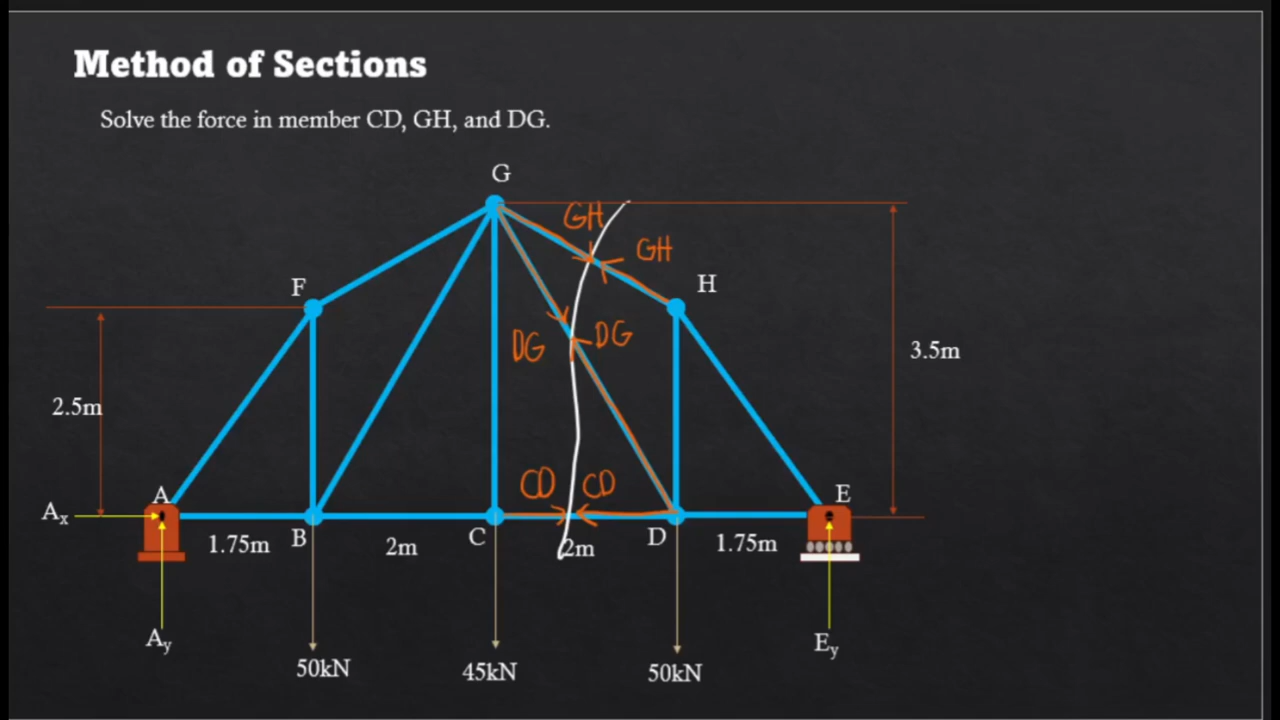 Method of Sections
Solve the force in member CD, GH, and DG.
G
GH
GH
F
H
DG
DG
3.5m
2.5m
CD
CD
A
E
Ax
1.75m
B
2m
C
2m
D
1.75m
Ay
Ey
50kN
45kN
50kN